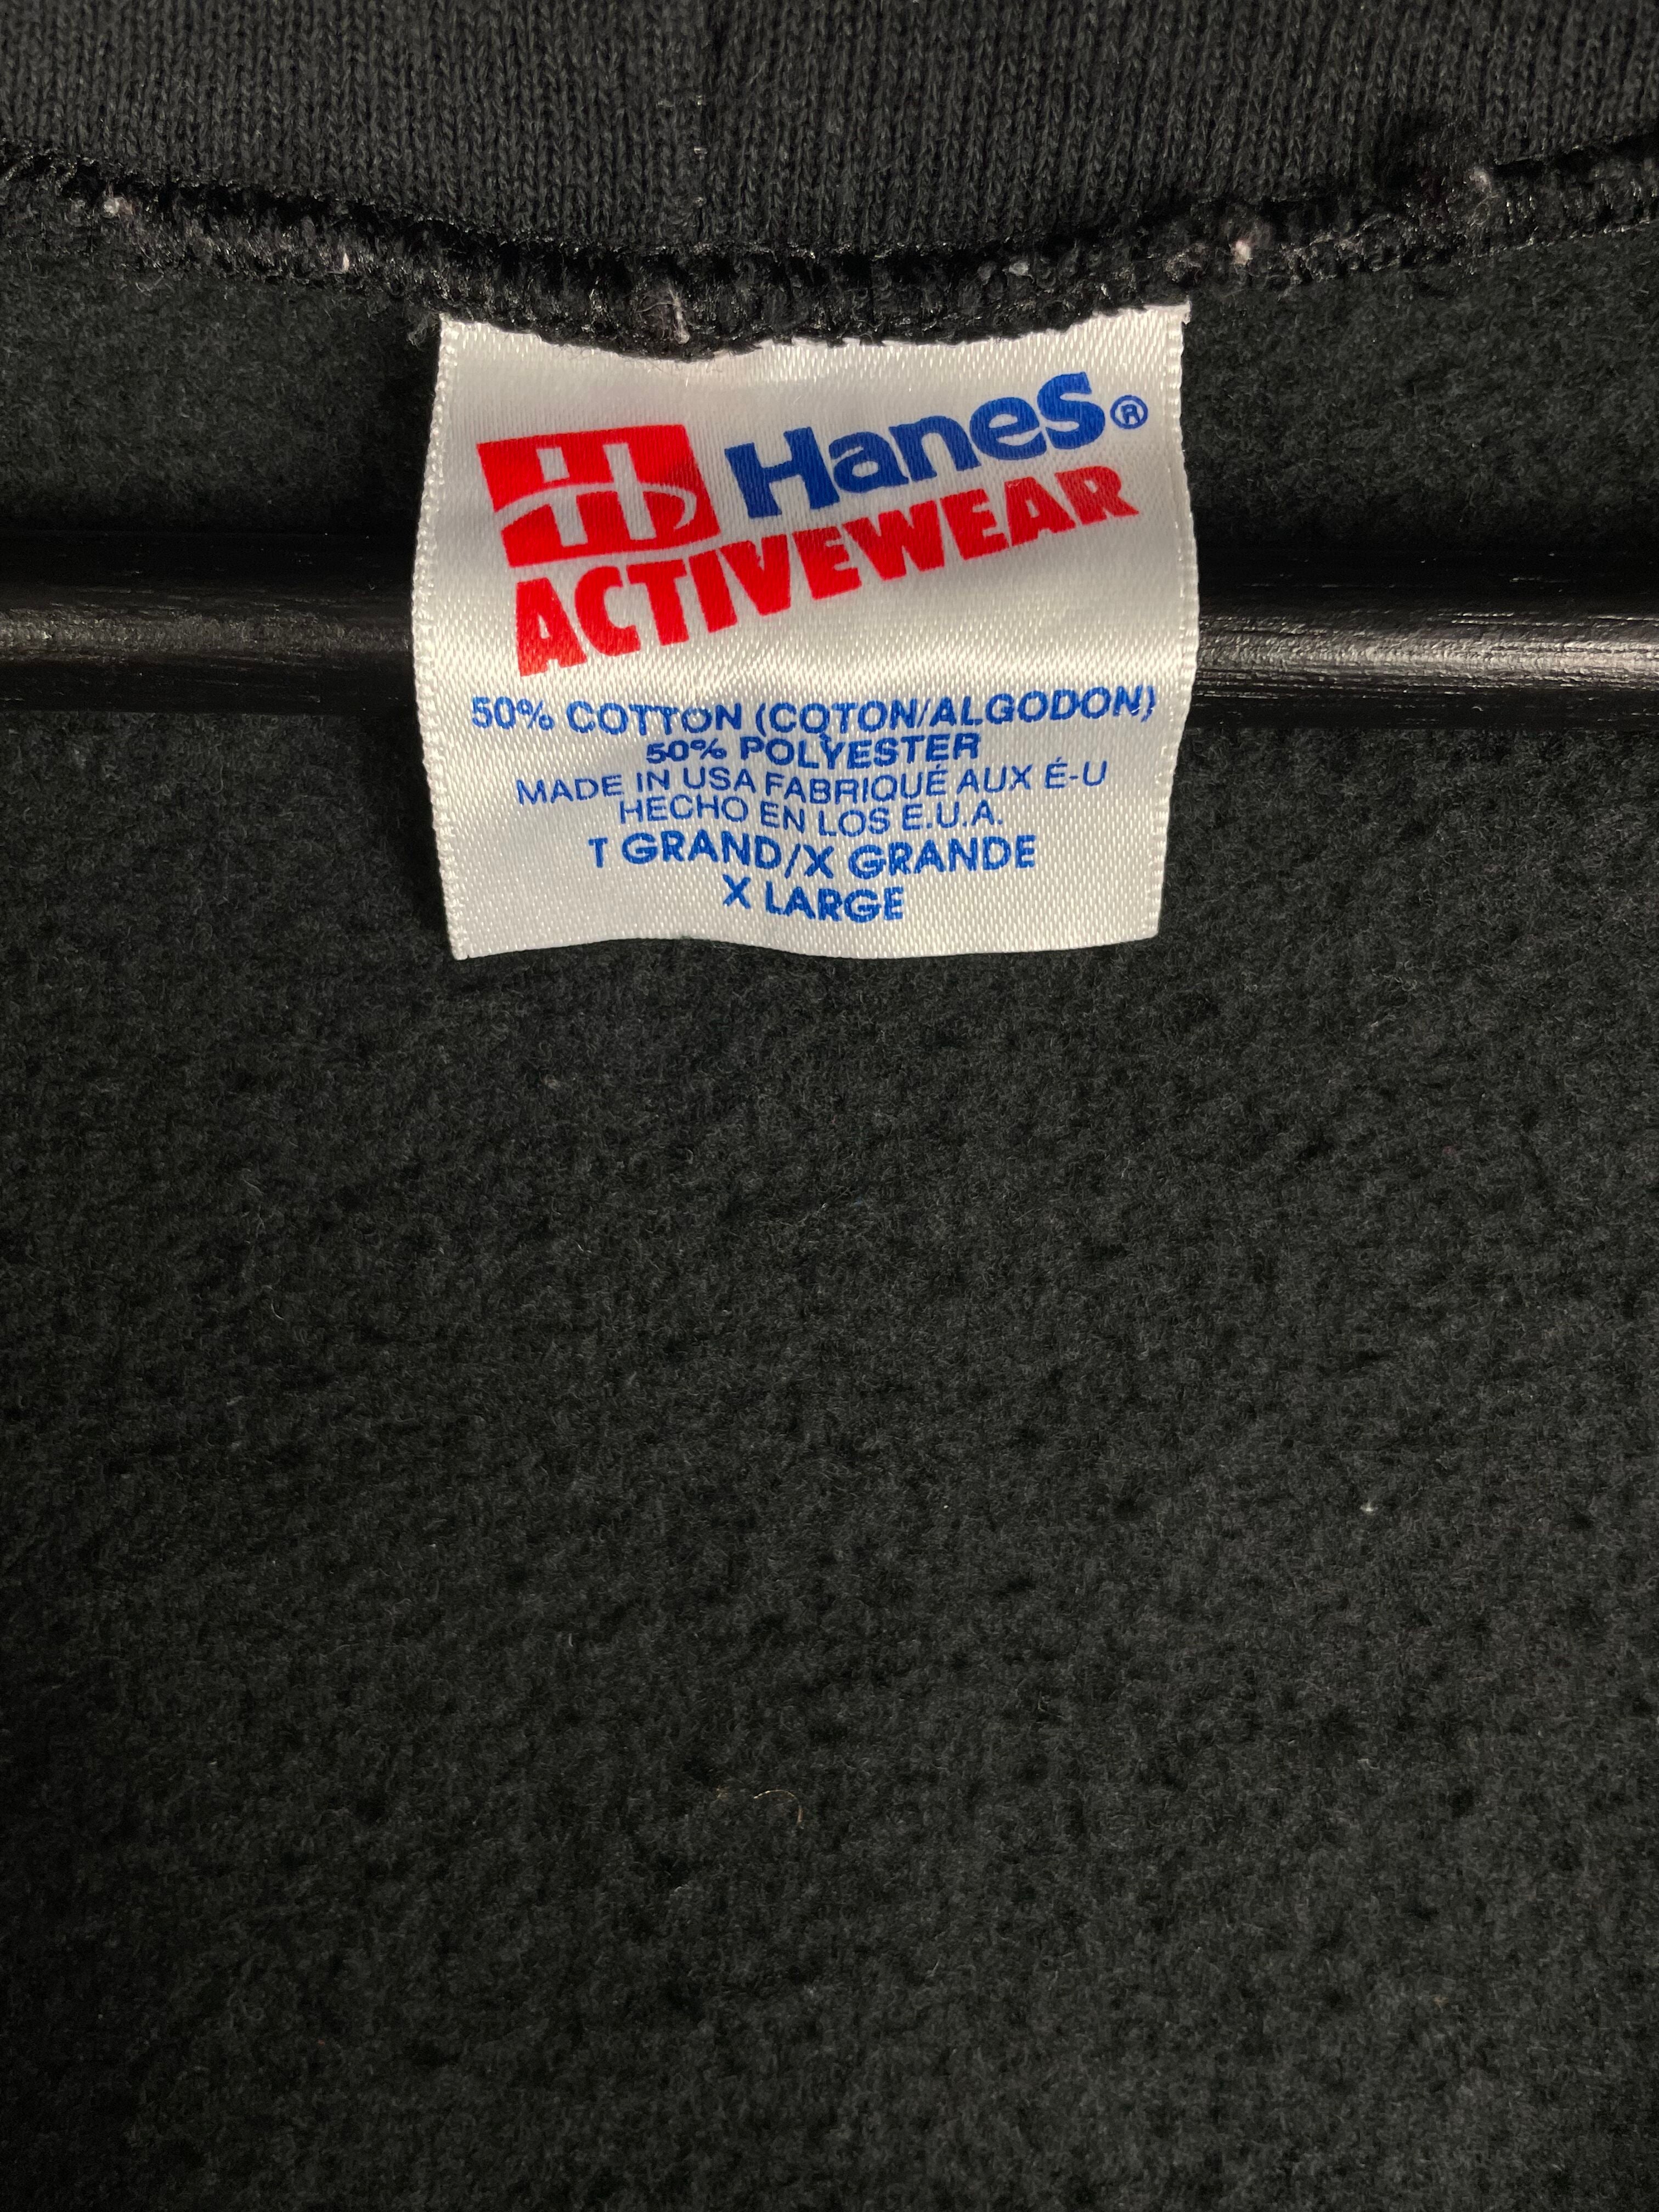 H Hanes®
ACTIVEWEAR
50% COTTON (COTON/ALGODON)
50% POLYESTER
MADE IN USA FABRIQUÉ AUX É-U
HECHO EN LOS E.U.A.
T GRAND/X GRANDE
X LARGE